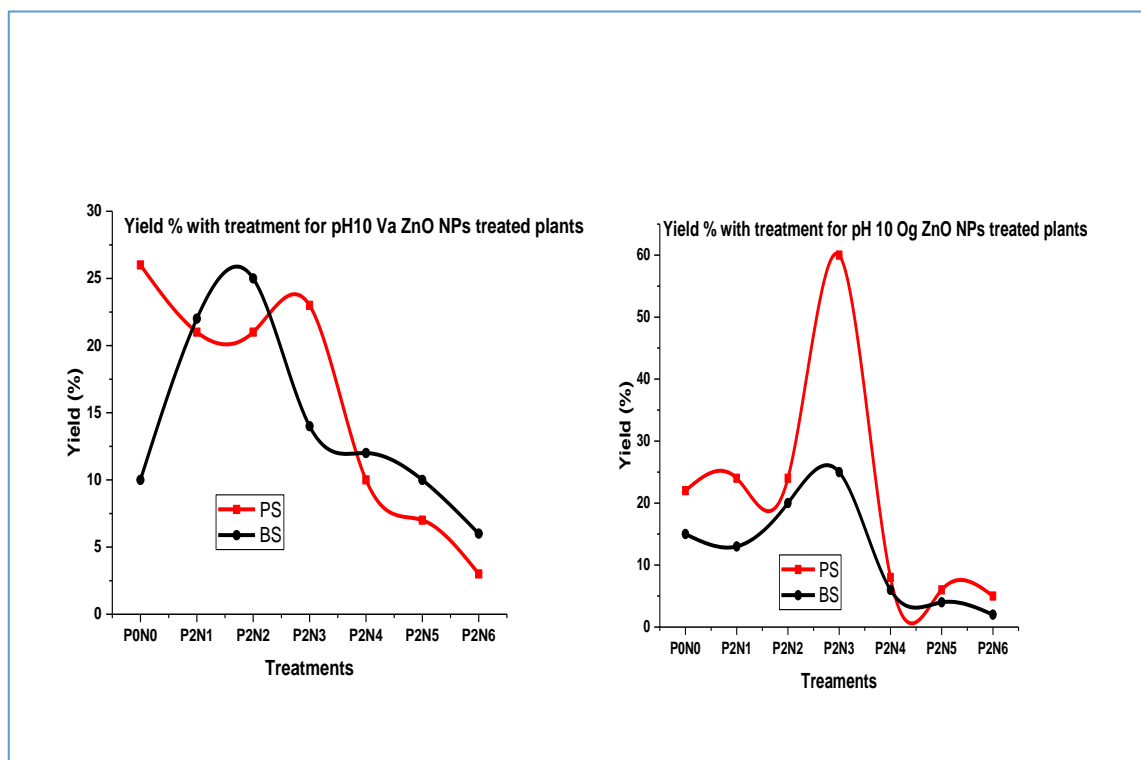 Yield % with treatment for pH10 Va ZnO NPs treated plants
30
25
20
15
10
5
0
Yield (%)
PS
BS
P0N0 P2N1 P2N2 P2N3 P2N4 P2N5 P2N6
Treatments
Yield % with treatment for pH 10 Og ZnO NPs treated plants
60
50
40
30
20
10
0
Yield (%)
PS
BS
P0N0 P2N1 P2N2 P2N3 P2N4 P2N5 P2N6
Treaments